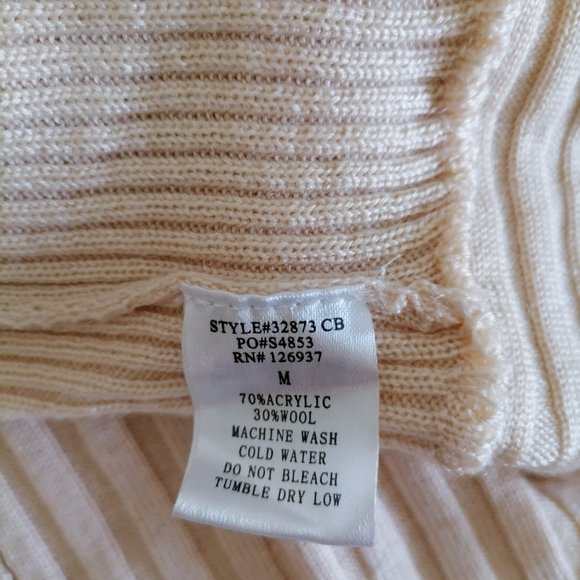 STYLE#32873 CB
PO#S4853
RN# 126937
M
70%ACRYLIC
30%WOOL
MACHINE WASH
COLD WATER
DO NOT BLEACH
TUMBLE DRY LOW